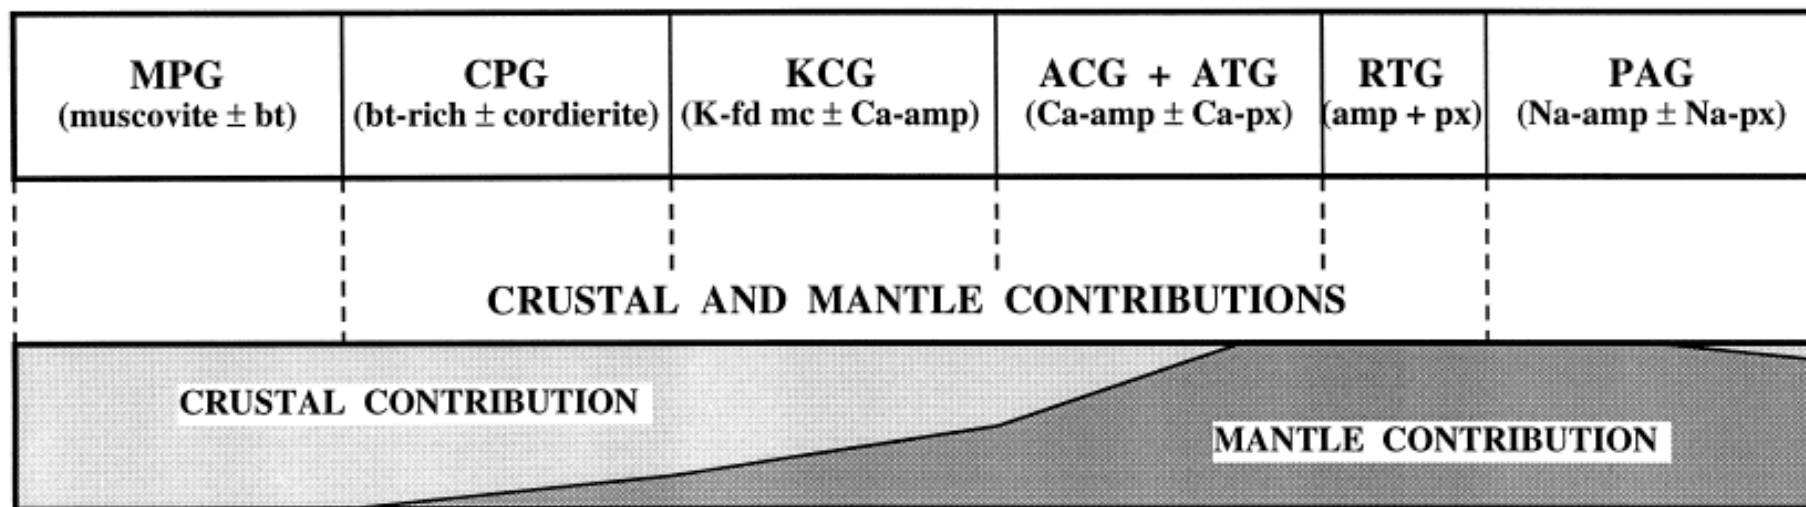 MPG
(muscovite ± bt)
CPG
(bt-rich ± cordierite)
KCG
(K-fd mc ± Ca-amp)
ACG + ATG
(Ca-amp ± Ca-px)
RTG
(amp + px)
PAG
(Na-amp ± Na-px)
CRUSTAL AND MANTLE CONTRIBUTIONS
CRUSTAL CONTRIBUTION
MANTLE CONTRIBUTION